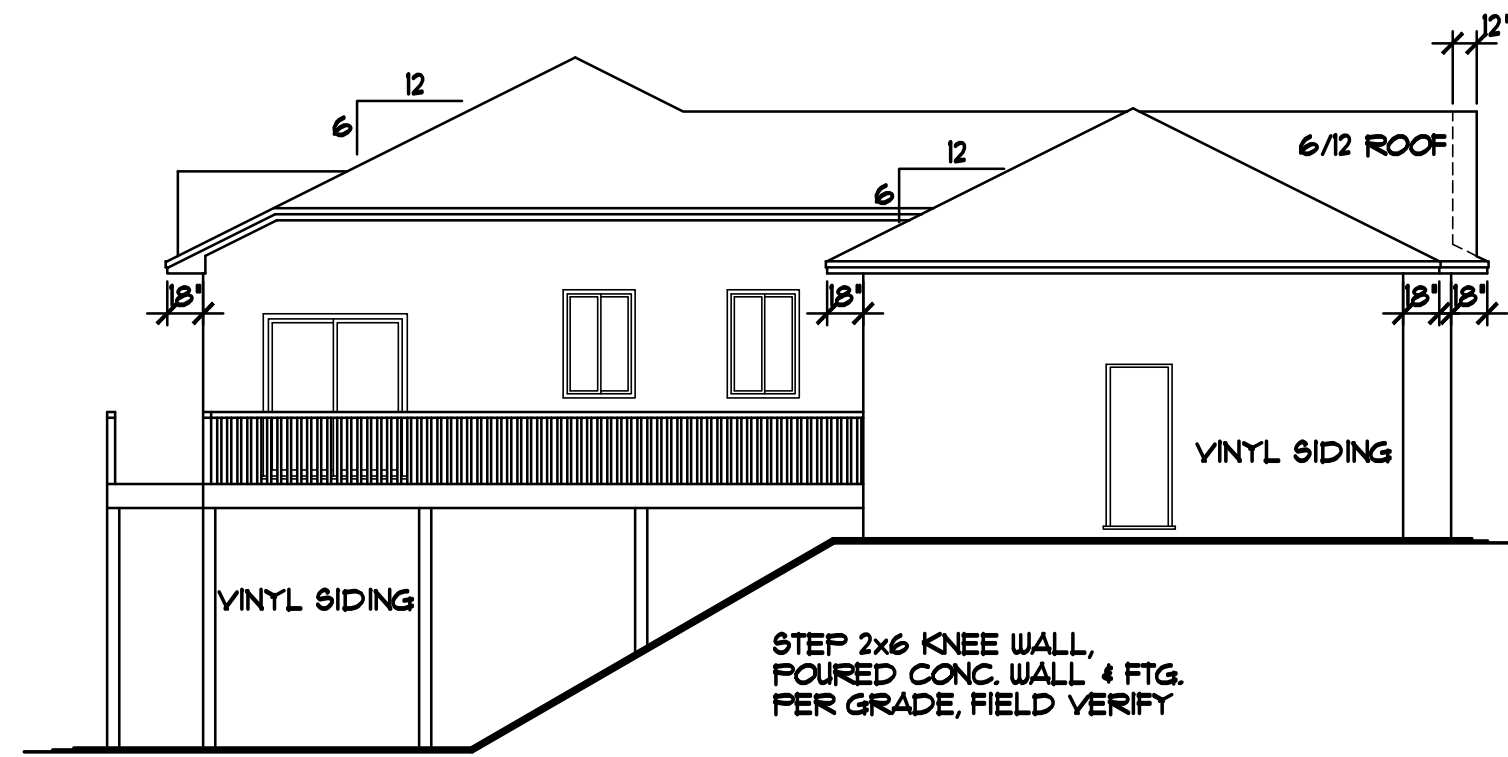 12"
12
6
6/12 ROOF
12
6
18"
18"
18"
18"
VINYL SIDING
VINYL SIDING
STEP 2x6 KNEE WALL,
POURED CONC. WALL & FTG.
PER GRADE, FIELD VERIFY